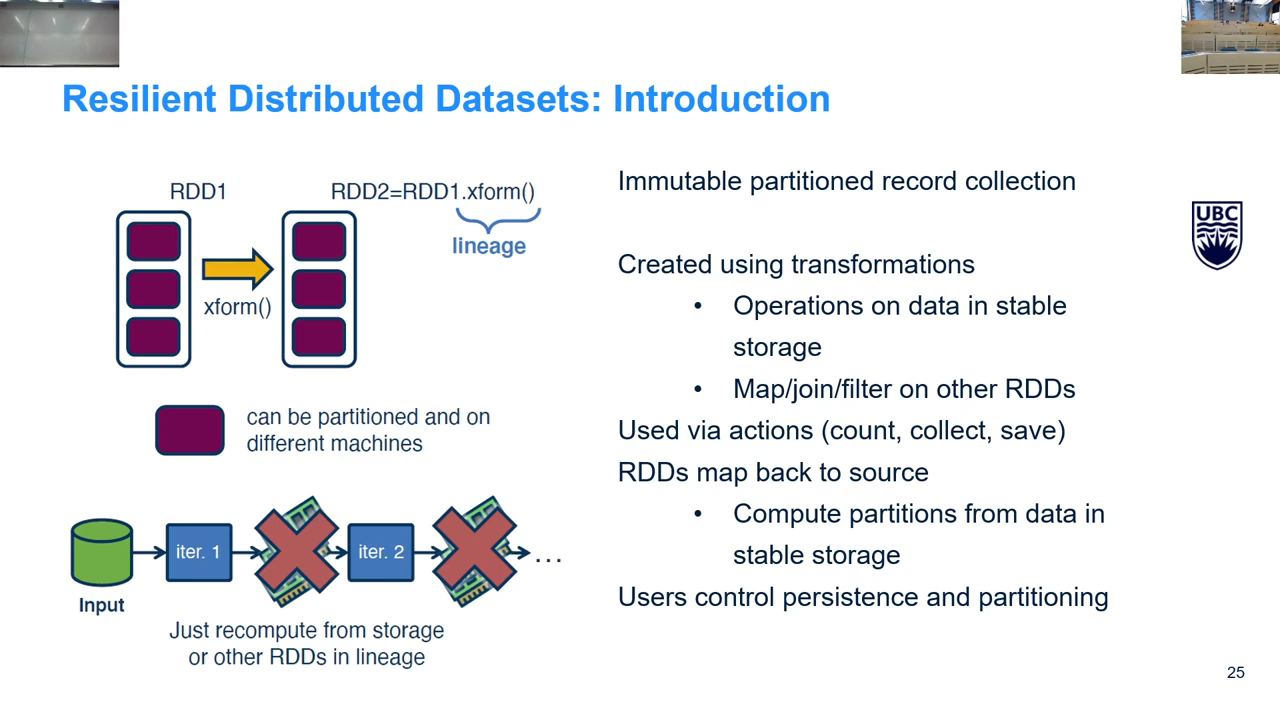 Resilient Distributed Datasets: Introduction
RDD1
RDD2=RDD1.xform()
lineage
xform()
can be partitioned and on
different machines
iter. 1
iter. 2
...
Input
Just recompute from storage
or other RDDs in lineage
Immutable partitioned record collection
Created using transformations
• Operations on data in stable
storage
• Map/join/filter on other RDDs
Used via actions (count, collect, save)
RDDs map back to source
• Compute partitions from data in
stable storage
Users control persistence and partitioning
UBC
25